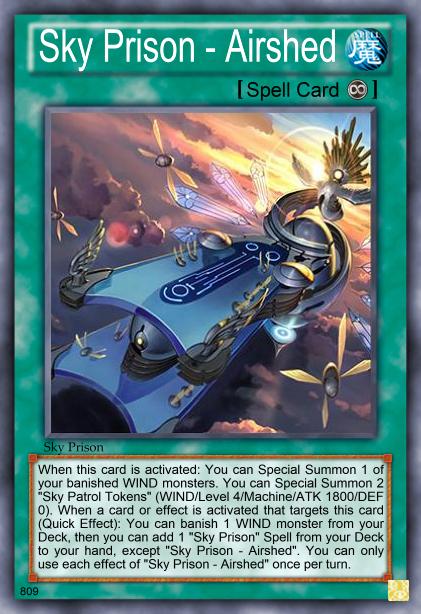 Sky Prison - Airshed
SPELL
魔
[Spell Card ]
Sky Prison
When this card is activated: You can Special Summon 1 of
your banished WIND monsters. You can Special Summon 2
"Sky Patrol Tokens" (WIND/Level 4/Machine/ATK 1800/DEF
0). When a card or effect is activated that targets this card
(Quick Effect): You can banish 1 WIND monster from your
Deck, then you can add 1 "Sky Prison" Spell from your Deck
to your hand, except "Sky Prison - Airshed". You can only
use each effect of "Sky Prison - Airshed" once per turn.
809